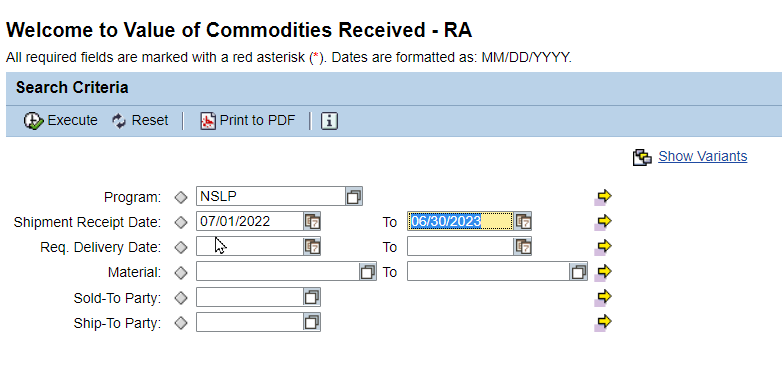 Welcome to Value of Commodities Received - RA
All required fields are marked with a red asterisk (*). Dates are formatted as: MM/DD/YYYY.
Search Criteria
Execute Reset Print to PDF
Show Variants
Program: NSLP
Shipment Receipt Date: 07/01/2022 To 06/30/2023
Req. Delivery Date: To
Material: To
Sold-To Party:
Ship-To Party: